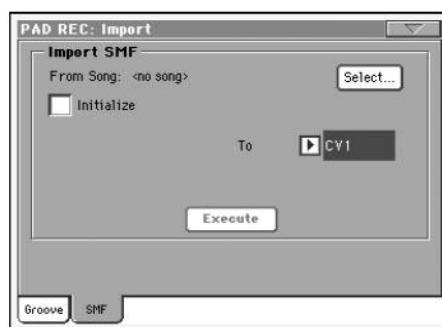 PAD REC: Import
Import SMF
From Song: <no song>
Select...
Initialize
To
CV1
Execute
Groove SMF